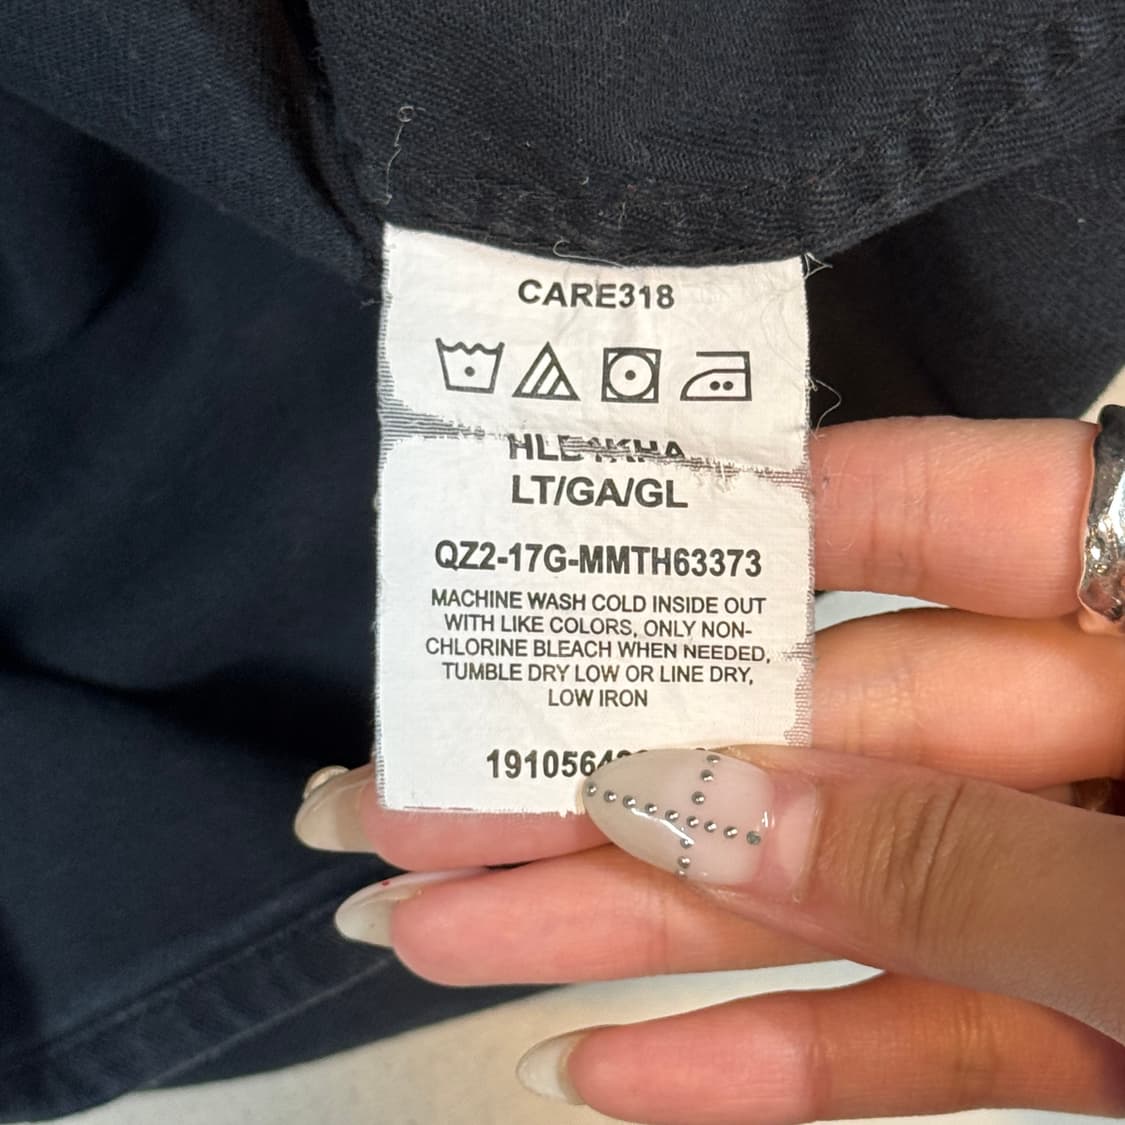 CARE318
LT/GA/GL
QZ2-17G-MMTH63373
MACHINE WASH COLD INSIDE OUT
WITH LIKE COLORS, ONLY NON-
CHLORINE BLEACH WHEN NEEDED,
TUMBLE DRY LOW OR LINE DRY,
LOW IRON